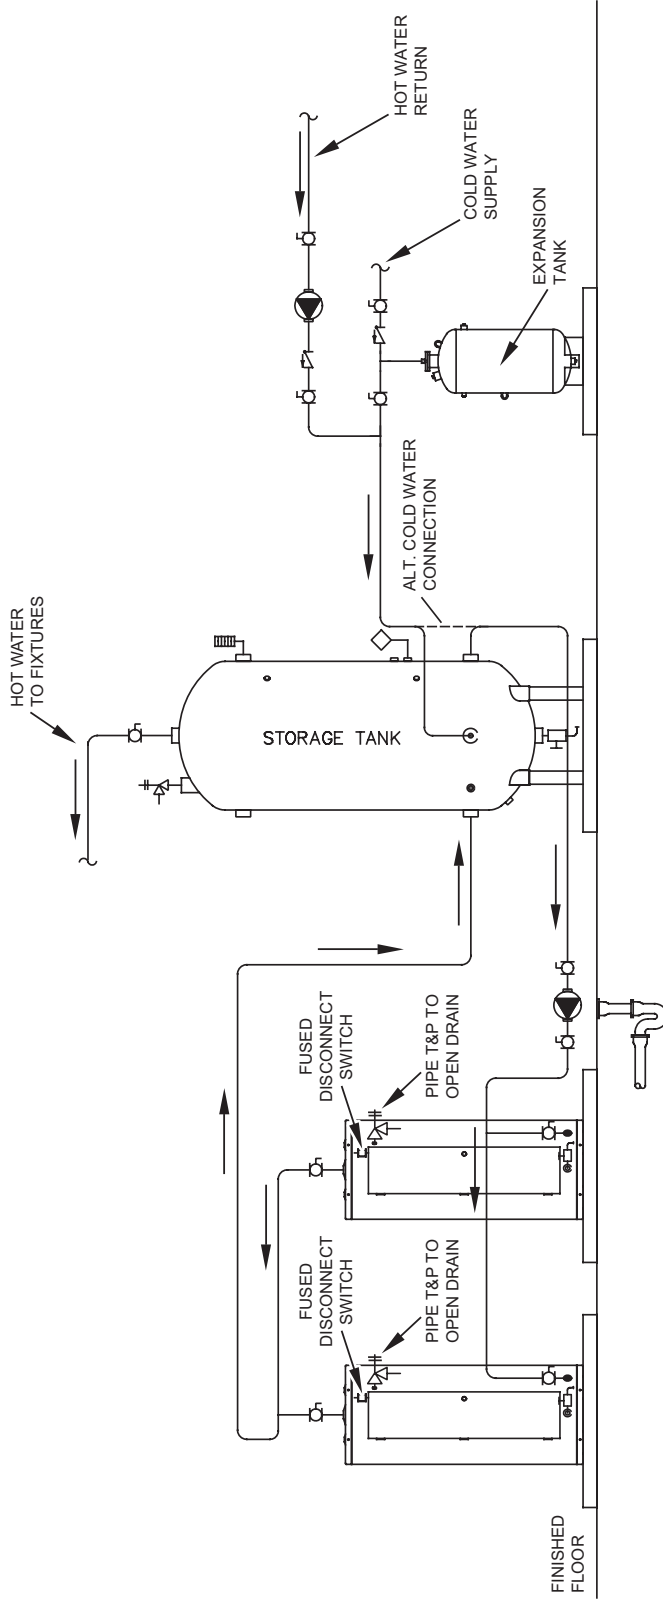 HOT WATER
TO FIXTURES
HOT WATER
RETURN
COLD WATER
SUPPLY
EXPANSION
TANK
ALT. COLD WATER
CONNECTION
STORAGE TANK
FUSED
DISCONNECT
SWITCH
PIPE T&P TO
OPEN DRAIN
FUSED
DISCONNECT
SWITCH
PIPE T&P TO
OPEN DRAIN
FINISHED
FLOOR